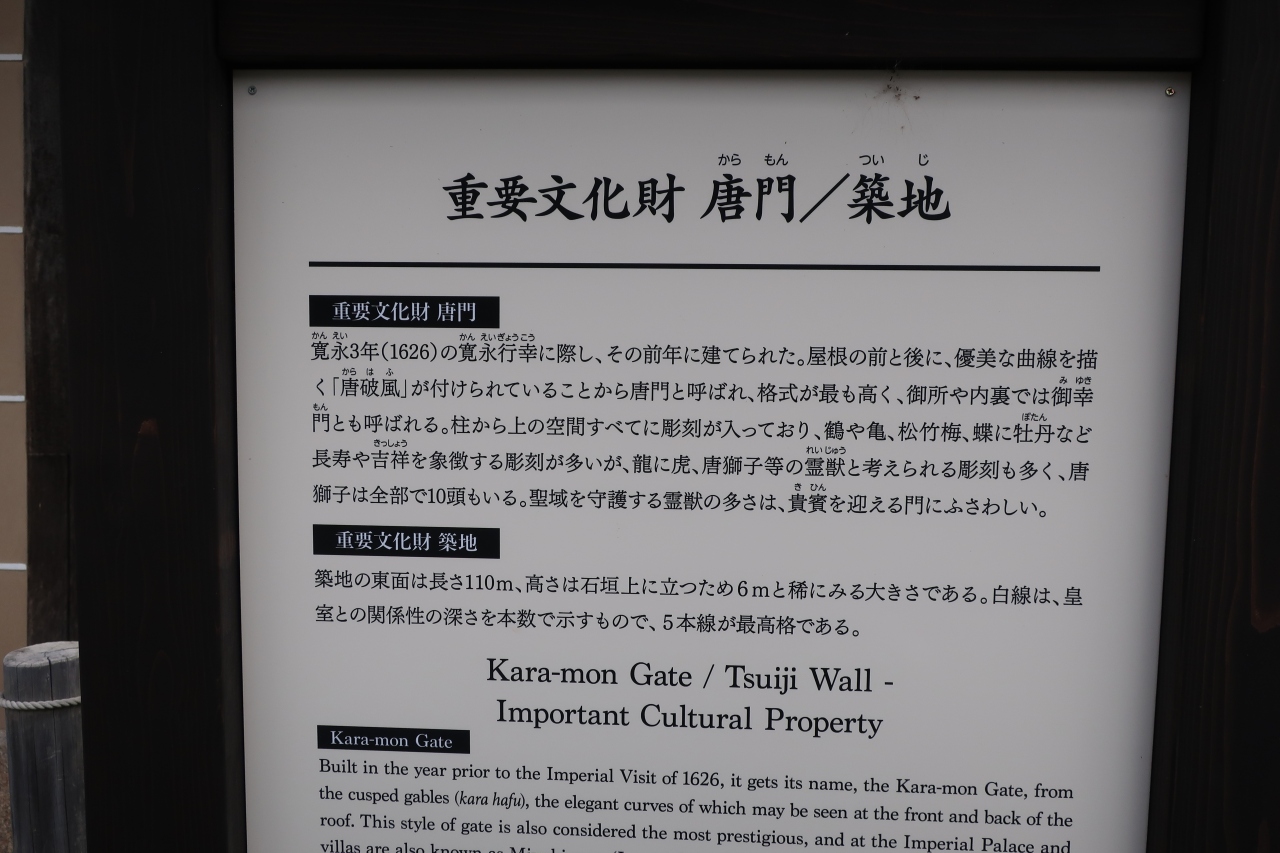 重要文化財 唐門／築地
重要文化財 唐門
寛永3年(1626)の寛永行幸に際し、その前年に建てられた。屋根の前と後に、優美な曲線を描
く「唐破風」が付けられていることから唐門と呼ばれ、格式が最も高く、御所や内裏では御幸
門とも呼ばれる。柱から上の空間すべてに彫刻が入っており、鶴や亀、松竹梅、蝶に牡丹など
長寿や吉祥を象徴する彫刻が多いが、龍に虎、唐獅子等の霊獣と考えられる彫刻も多く、唐
獅子は全部で10頭もいる。聖域を守護する霊獣の多さは、貴賓を迎える門にふさわしい。
重要文化財 築地
築地の東面は長さ110m、高さは石垣上に立つため6mと稀にみる大きさである。白線は、皇
室との関係性の深さを本数で示すもので、5本線が最高格である。
Kara-mon Gate / Tsuiji Wall -
Important Cultural Property
Kara-mon Gate
Built in the year prior to the Imperial Visit of 1626, it gets its name, the Kara-mon Gate, from
the cusped gables (kara hafu), the elegant curves of which may be seen at the front and back of the
roof. This style of gate is also considered the most prestigious, and at the Imperial Palace and
villas are also known as